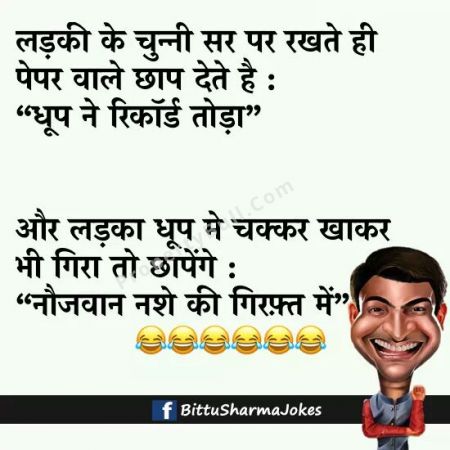 लड़की के चुन्नी सर पर रखते ही
पेपर वाले छाप देते है :
“धूप ने रिकॉर्ड तोड़ा”
और लड़का धूप मे चक्कर खाकर
भी गिरा तो छापेंगे :
“नौजवान नशे की गिरफ़्त में”
😂😂😂😂😂😂
f BittuSharmaJokes